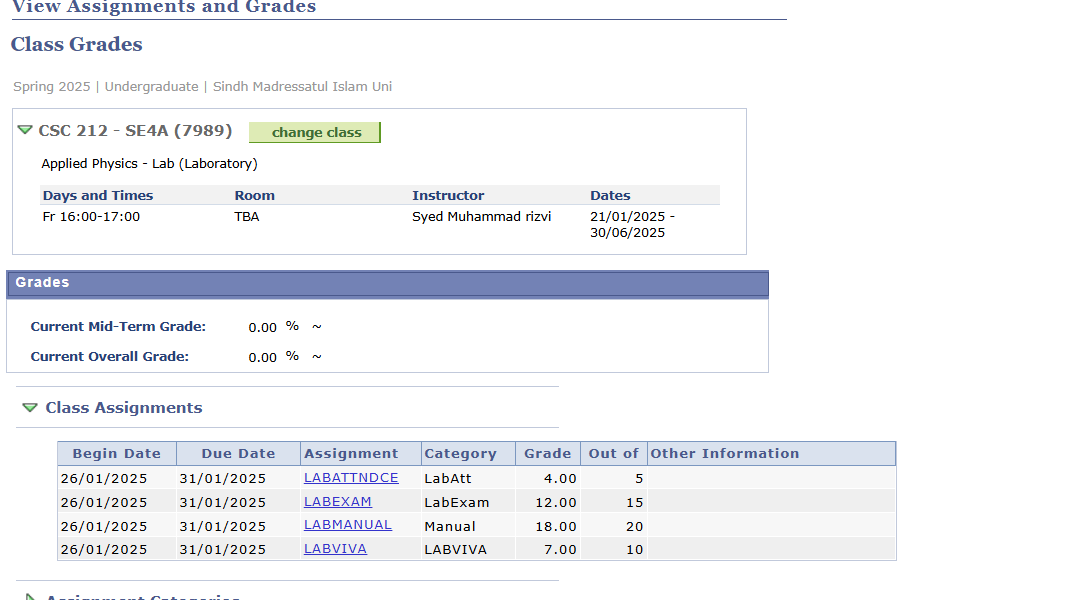 View Assignments and Grades
Class Grades
Spring 2025 | Undergraduate | Sindh Madressatul Islam Uni
CSC 212 - SE4A (7989) change class
Applied Physics - Lab (Laboratory)
Days and Times Room Instructor Dates
Fr 16:00-17:00 TBA Syed Muhammad rizvi 21/01/2025 -
30/06/2025
Grades
Current Mid-Term Grade: 0.00 % ~
Current Overall Grade: 0.00 % ~
Class Assignments
Begin Date Due Date Assignment Category Grade Out of Other Information
26/01/2025 31/01/2025 LABATTNDCE LabAtt 4.00 5
26/01/2025 31/01/2025 LABEXAM LabExam 12.00 15
26/01/2025 31/01/2025 LABMANUAL Manual 18.00 20
26/01/2025 31/01/2025 LABVIVA LABVIVA 7.00 10
Assignment Categories